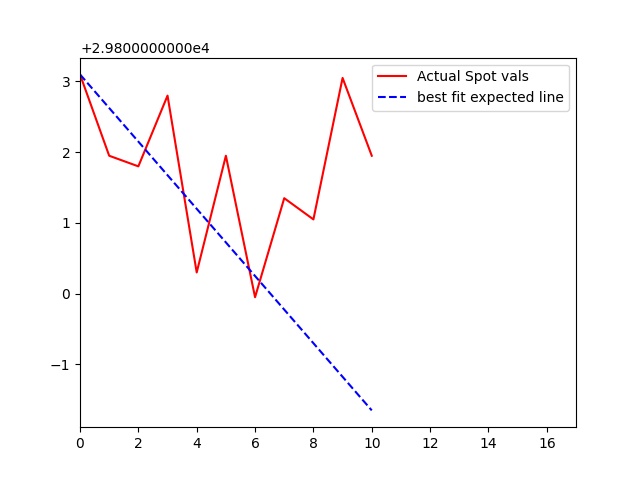 +2.9800000000e4
Actual Spot vals
best fit expected line
3
2
1
0
−1
0 2 4 6 8 10 12 14 16